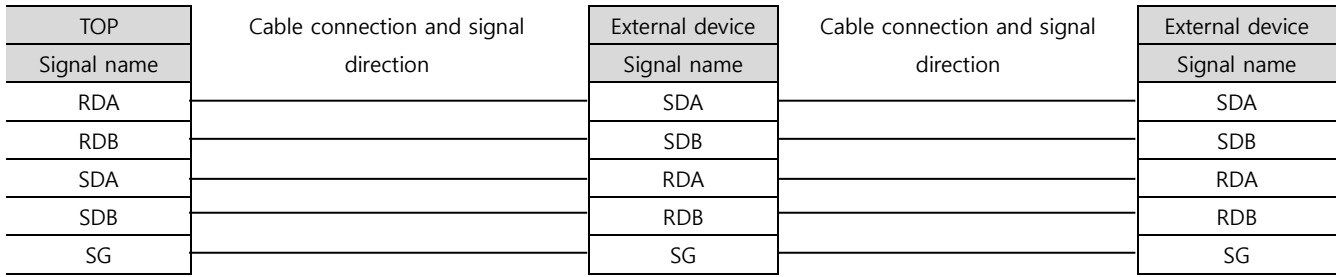 TOP Cable connection and signal External device Cable connection and signal External device
Signal name direction Signal name direction Signal name
RDA SDA SDA
RDB SDB SDB
SDA RDA RDA
SDB RDB RDB
SG SG SG